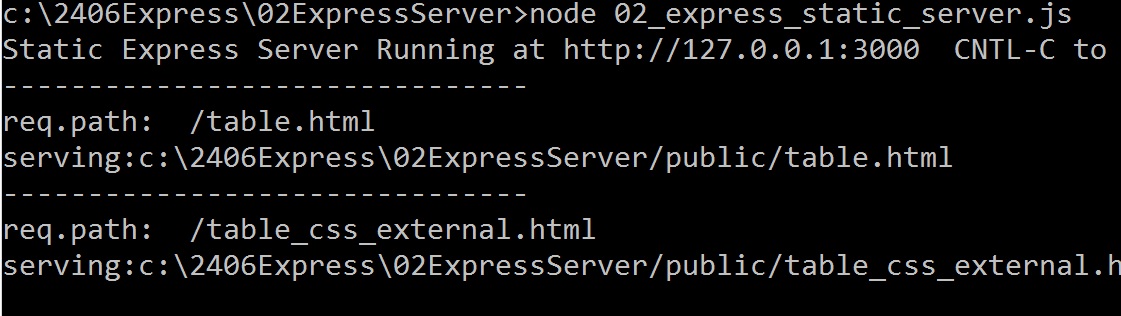 c:\2406Express\02ExpressServer>node 02_express_static_server.js
Static Express Server Running at http://127.0.0.1:3000  CNTL-C to
-------------------------------
req.path:  /table.html
serving:c:\2406Express\02ExpressServer/public/table.html
-------------------------------
req.path:  /table_css_external.html
serving:c:\2406Express\02ExpressServer/public/table_css_external.h